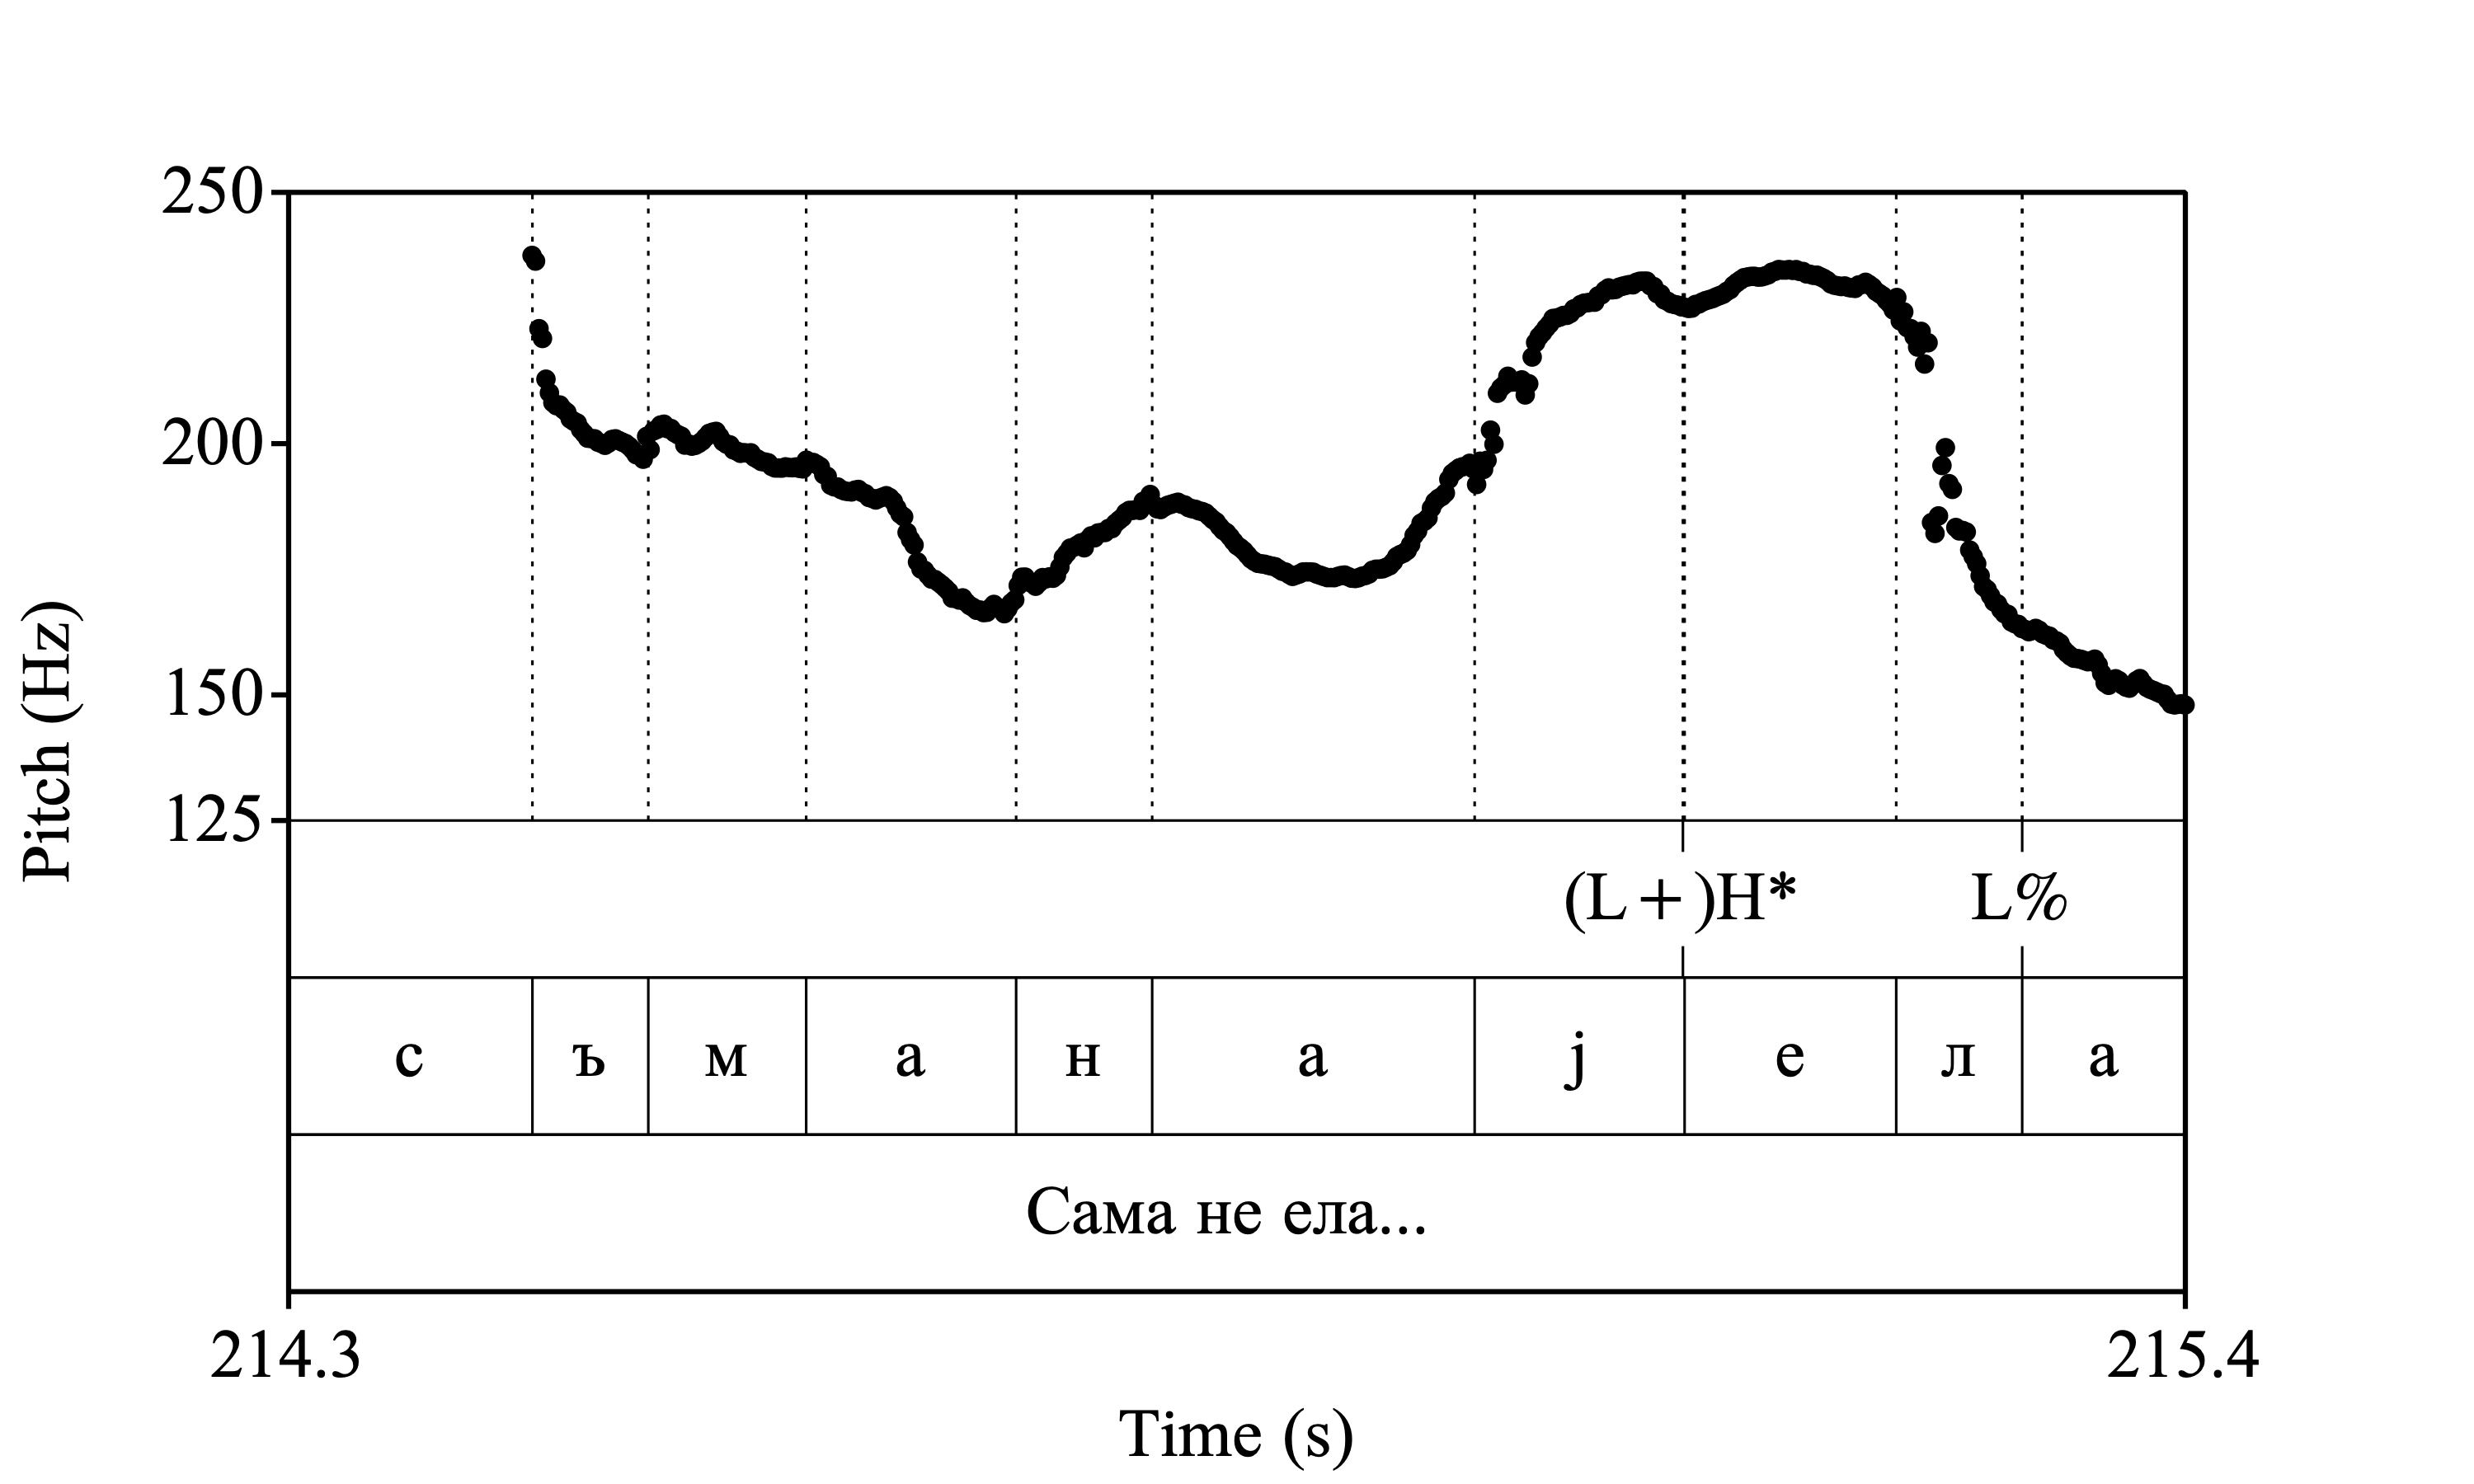 250
200
150
125
Pitch (Hz)
(L+)H* L%
с ъ м а н а j е л а
Сама не ела...
214.3 215.4
Time (s)